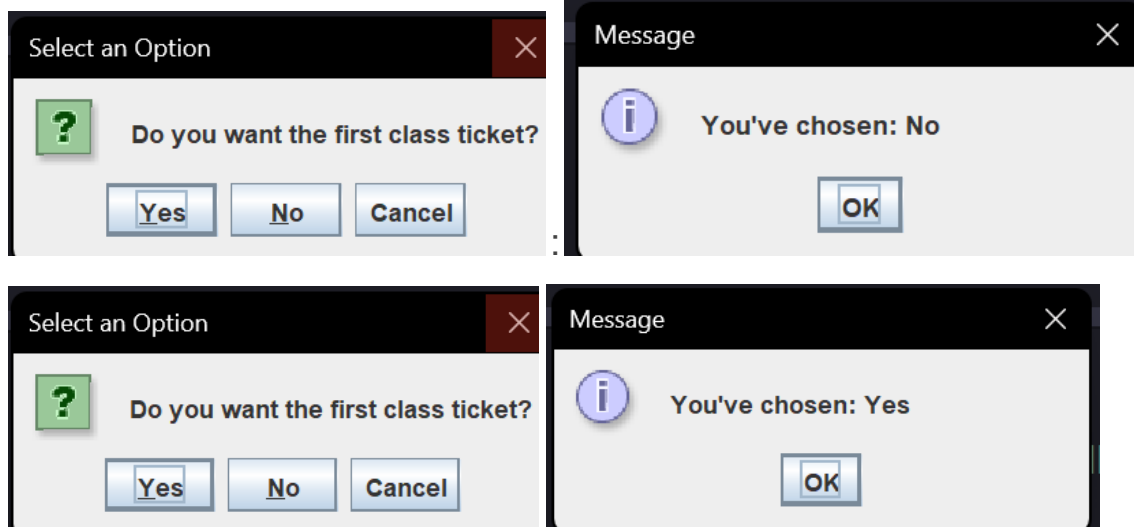 Select an Option
Do you want the first class ticket?
Yes No Cancel
:
Message
You've chosen: No
OK
Select an Option
Do you want the first class ticket?
Yes No Cancel
Message
You've chosen: Yes
OK